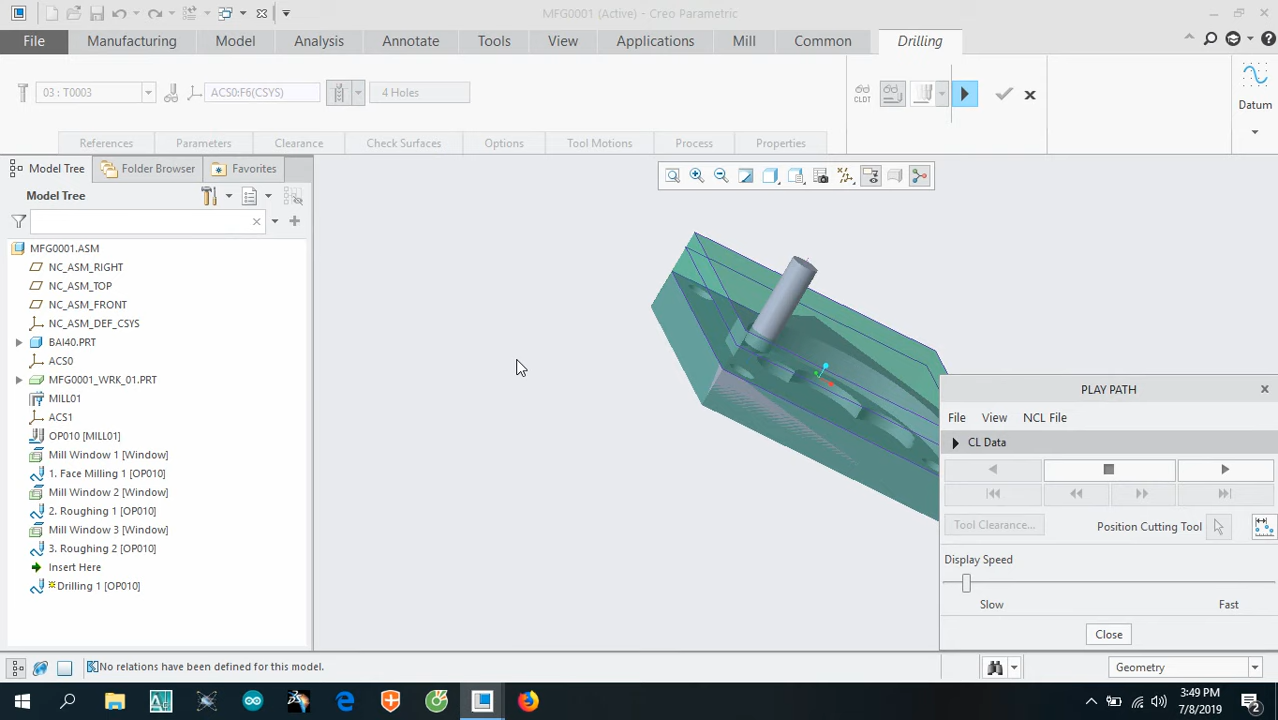 MFG0001 (Active) - Creo Parametric
File Manufacturing Model Analysis Annotate Tools View Applications Mill Common Drilling
03 : T0003 ACS0:F6(CSYS) 4 Holes
CLDT
Datum
References Parameters Clearance Check Surfaces Options Tool Motions Process Properties
Model Tree Folder Browser Favorites
Model Tree
MFG0001.ASM
NC_ASM_RIGHT
NC_ASM_TOP
NC_ASM_FRONT
NC_ASM_DEF_CSYS
BAI40.PRT
ACS0
MFG0001_WRK_01.PRT
MILL01
ACS1
OP010 [MILL01]
Mill Window 1 [Window]
1. Face Milling 1 [OP010]
Mill Window 2 [Window]
2. Roughing 1 [OP010]
Mill Window 3 [Window]
3. Roughing 2 [OP010]
Insert Here
Drilling 1 [OP010]
PLAY PATH
File View NCL File
CL Data
Tool Clearance... Position Cutting Tool
Display Speed
Slow Fast
Close
No relations have been defined for this model.
Geometry
3:49 PM
7/8/2019
2